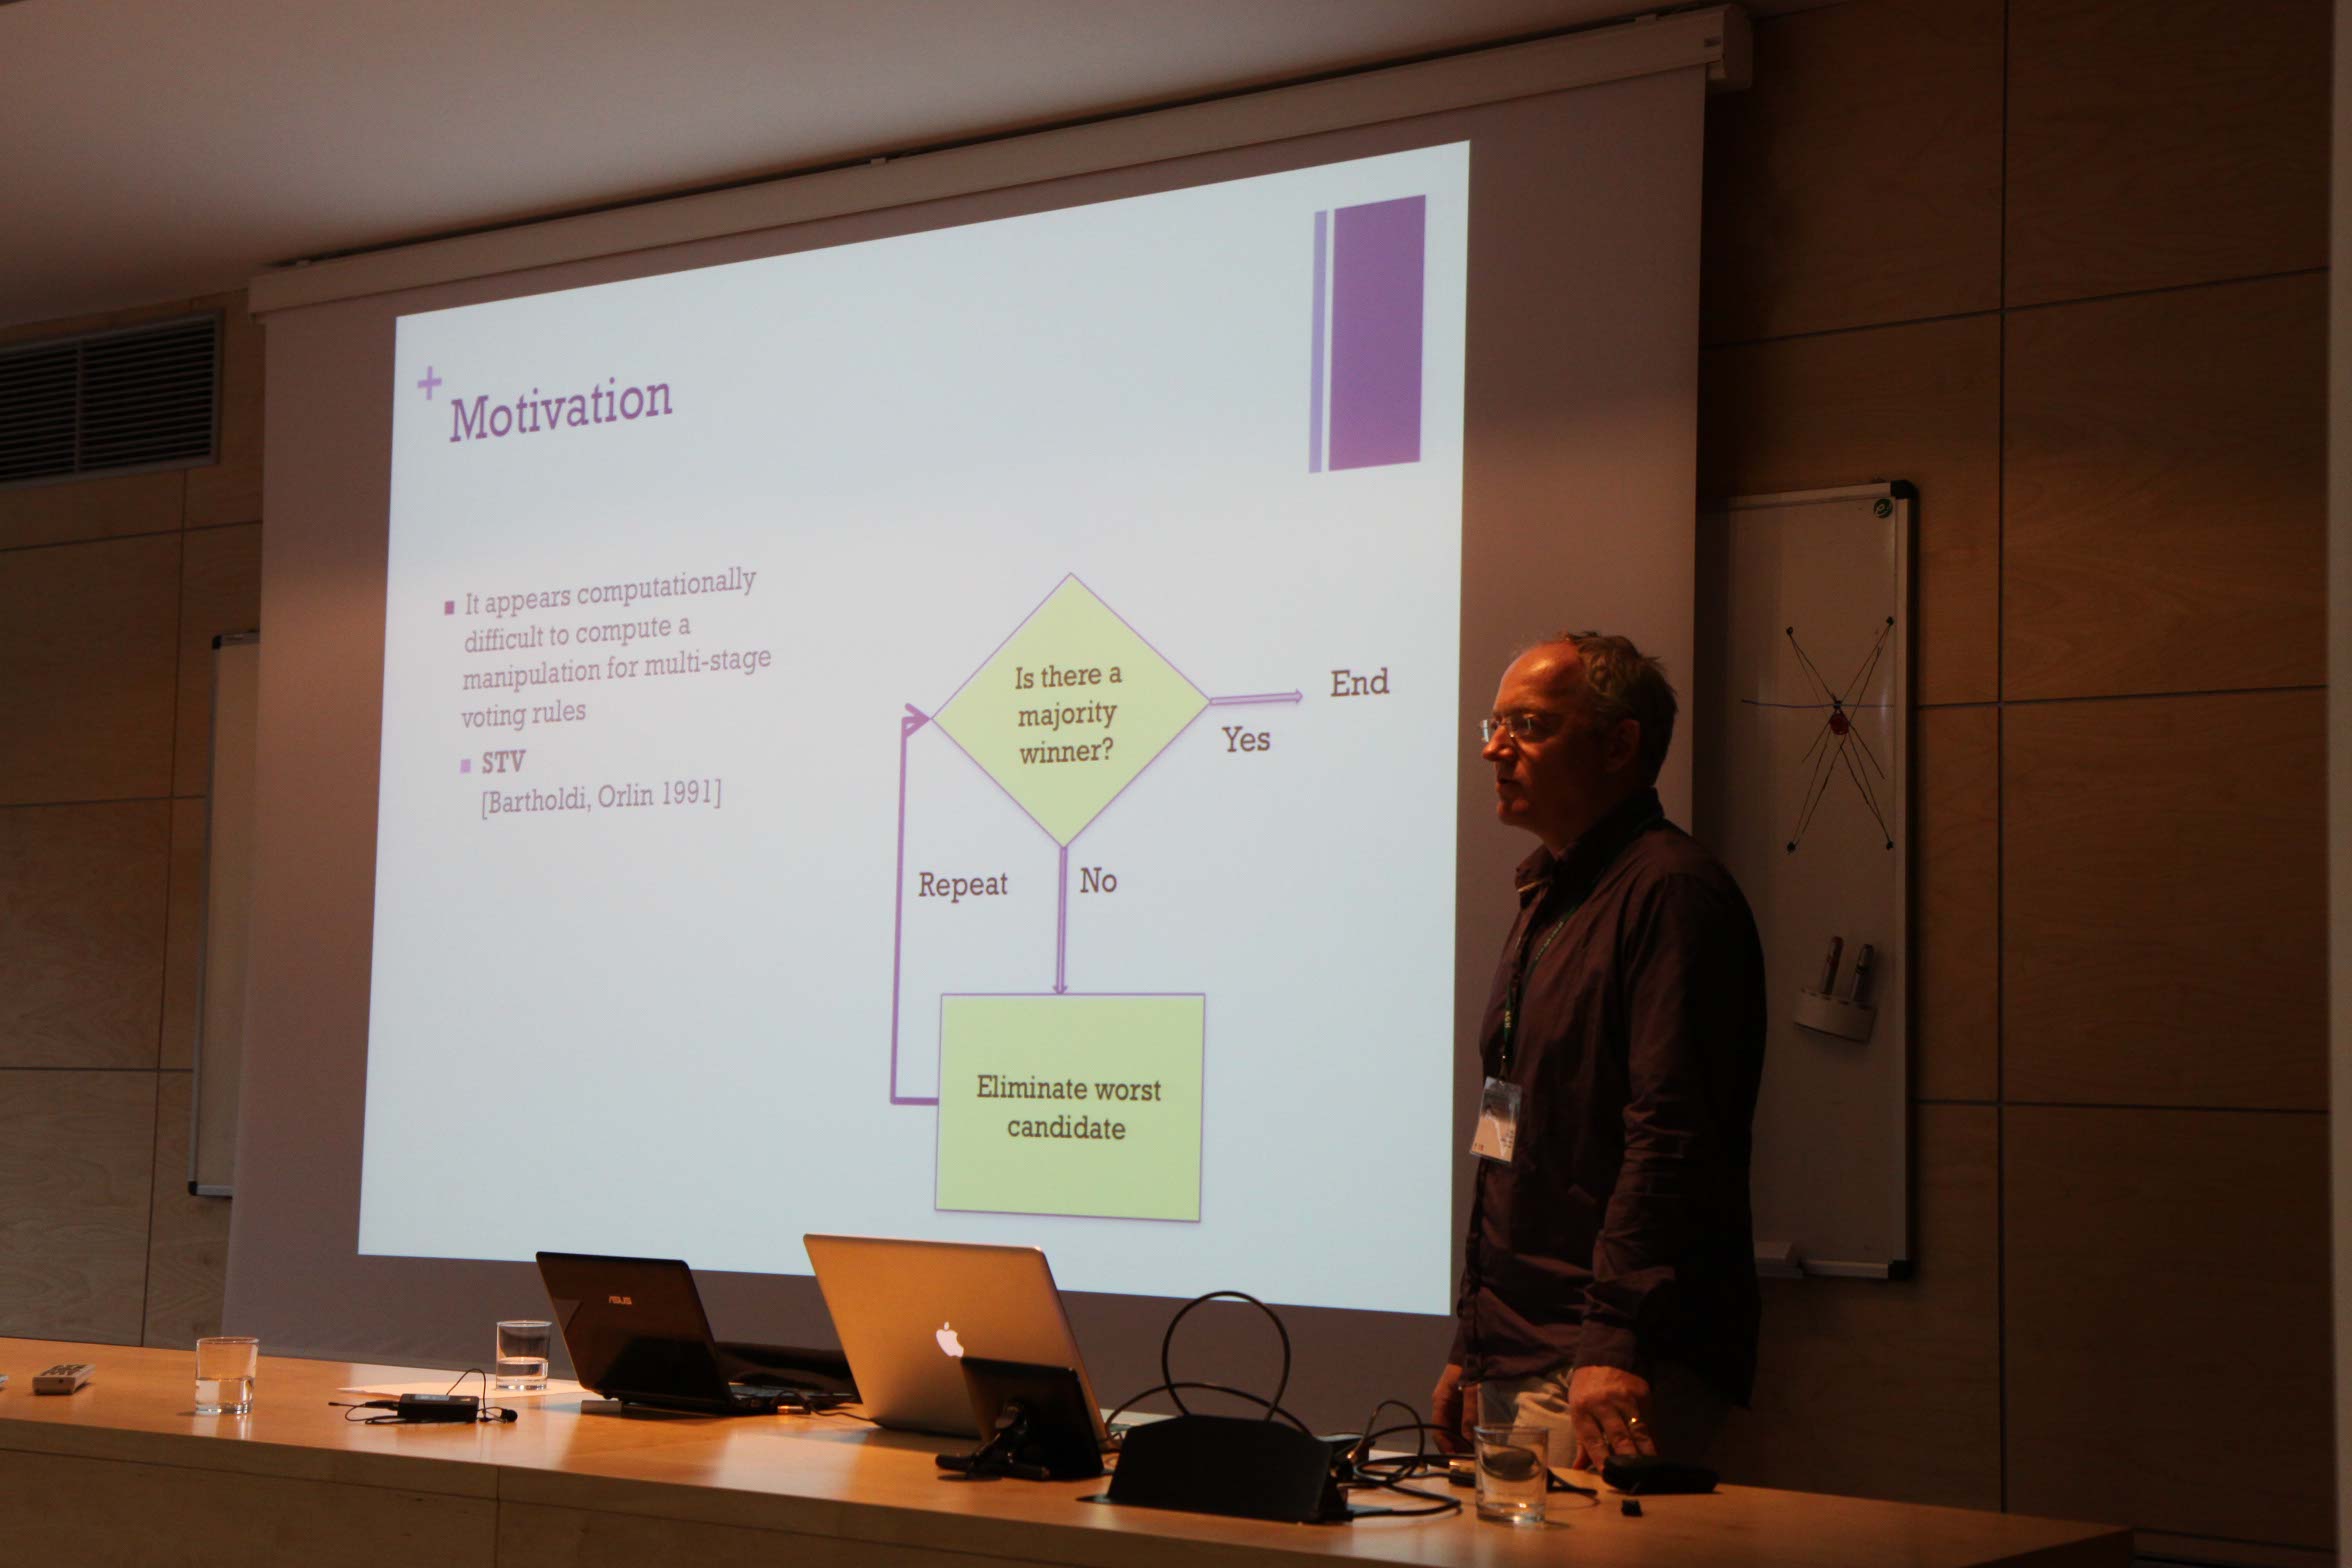 +
Motivation
It appears computationally
difficult to compute a
manipulation for multi-stage
voting rules
STV
[Bartholdi, Orlin 1991]
Is there a
majority
winner?
End
Yes
Repeat
No
Eliminate worst
candidate
ASUS